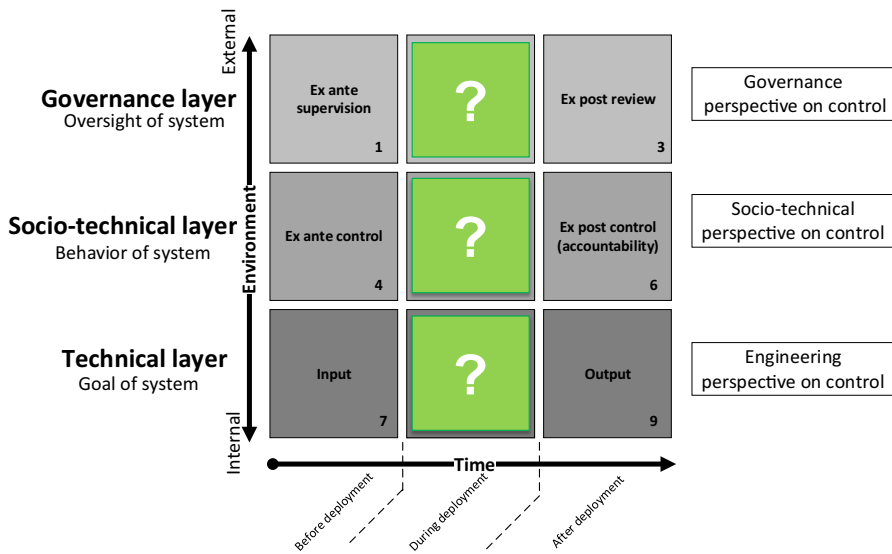 External
Governance layer
Oversight of system
Ex ante
supervision
1
?
Ex post review
3
Governance
perspective on control
Environment
Socio-technical layer
Behavior of system
Ex ante control
4
?
Ex post control
(accountability)
6
Socio-technical
perspective on control
Technical layer
Goal of system
Input
7
?
Output
9
Engineering
perspective on control
Internal
Time
Before deployment
During deployment
After deployment